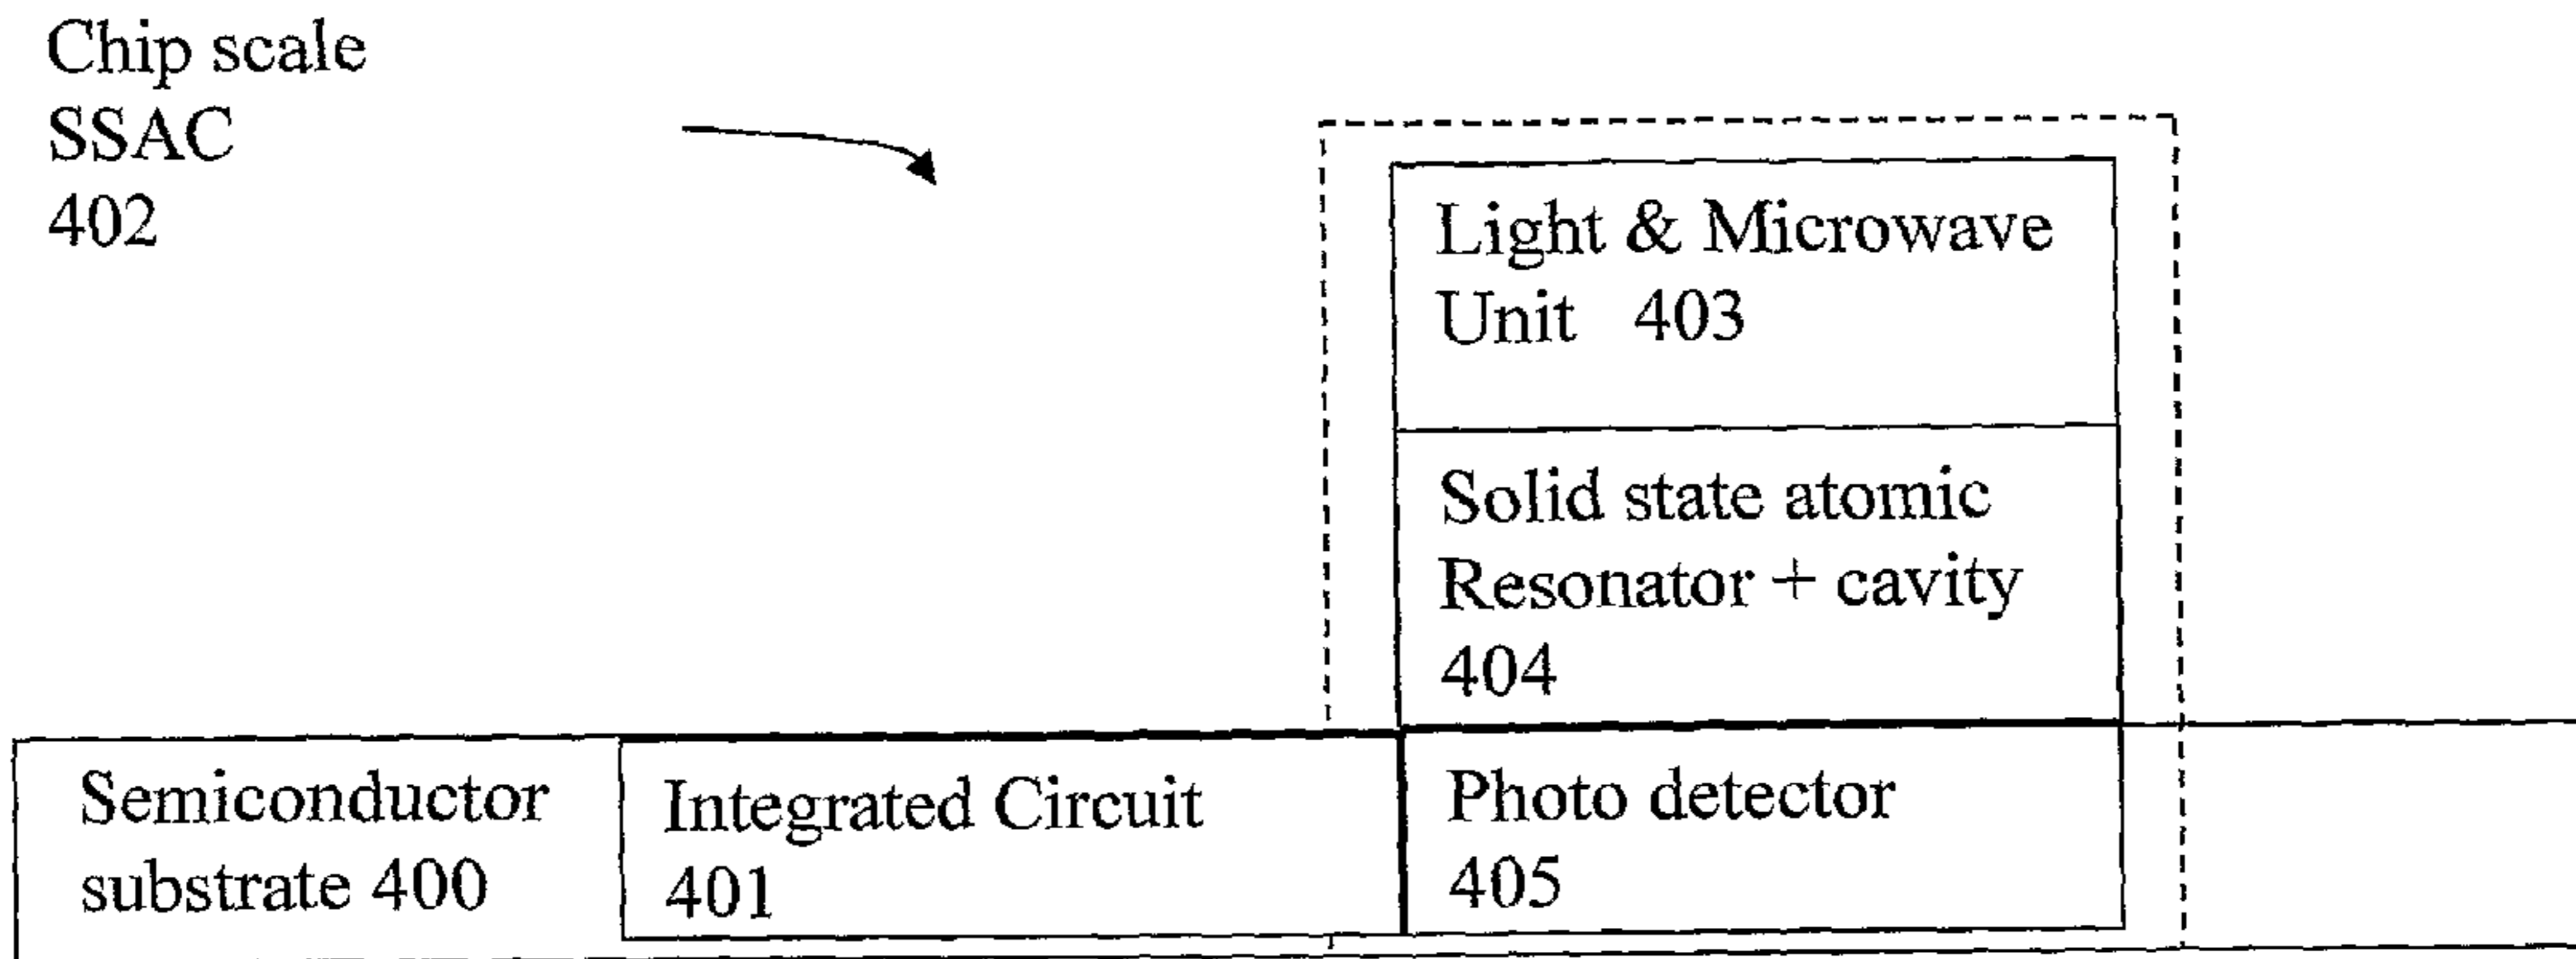 Chip scale
SSAC
402
Light & Microwave
Unit 403
Solid state atomic
Resonator + cavity
404
Semiconductor
substrate 400
Integrated Circuit
401
Photo detector
405